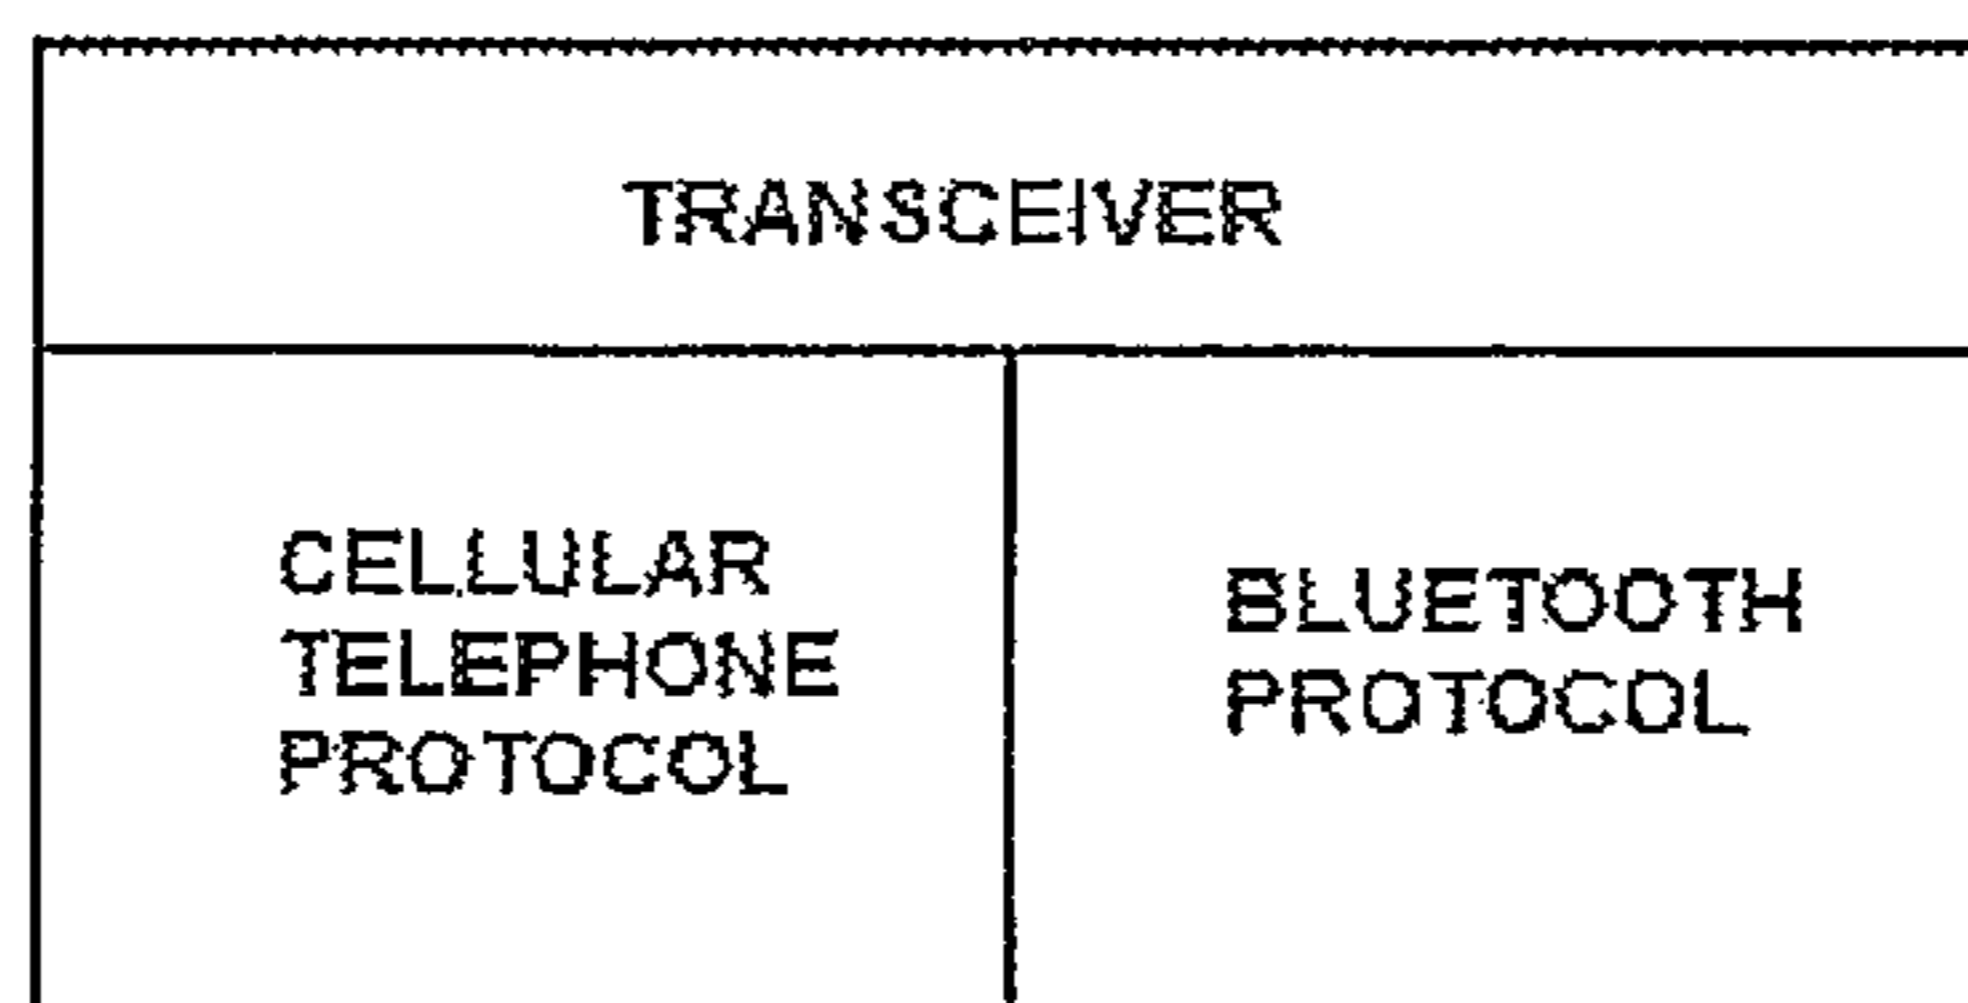 TRANSCEIVER
CELLULAR
TELEPHONE
PROTOCOL
BLUETOOTH
PROTOCOL